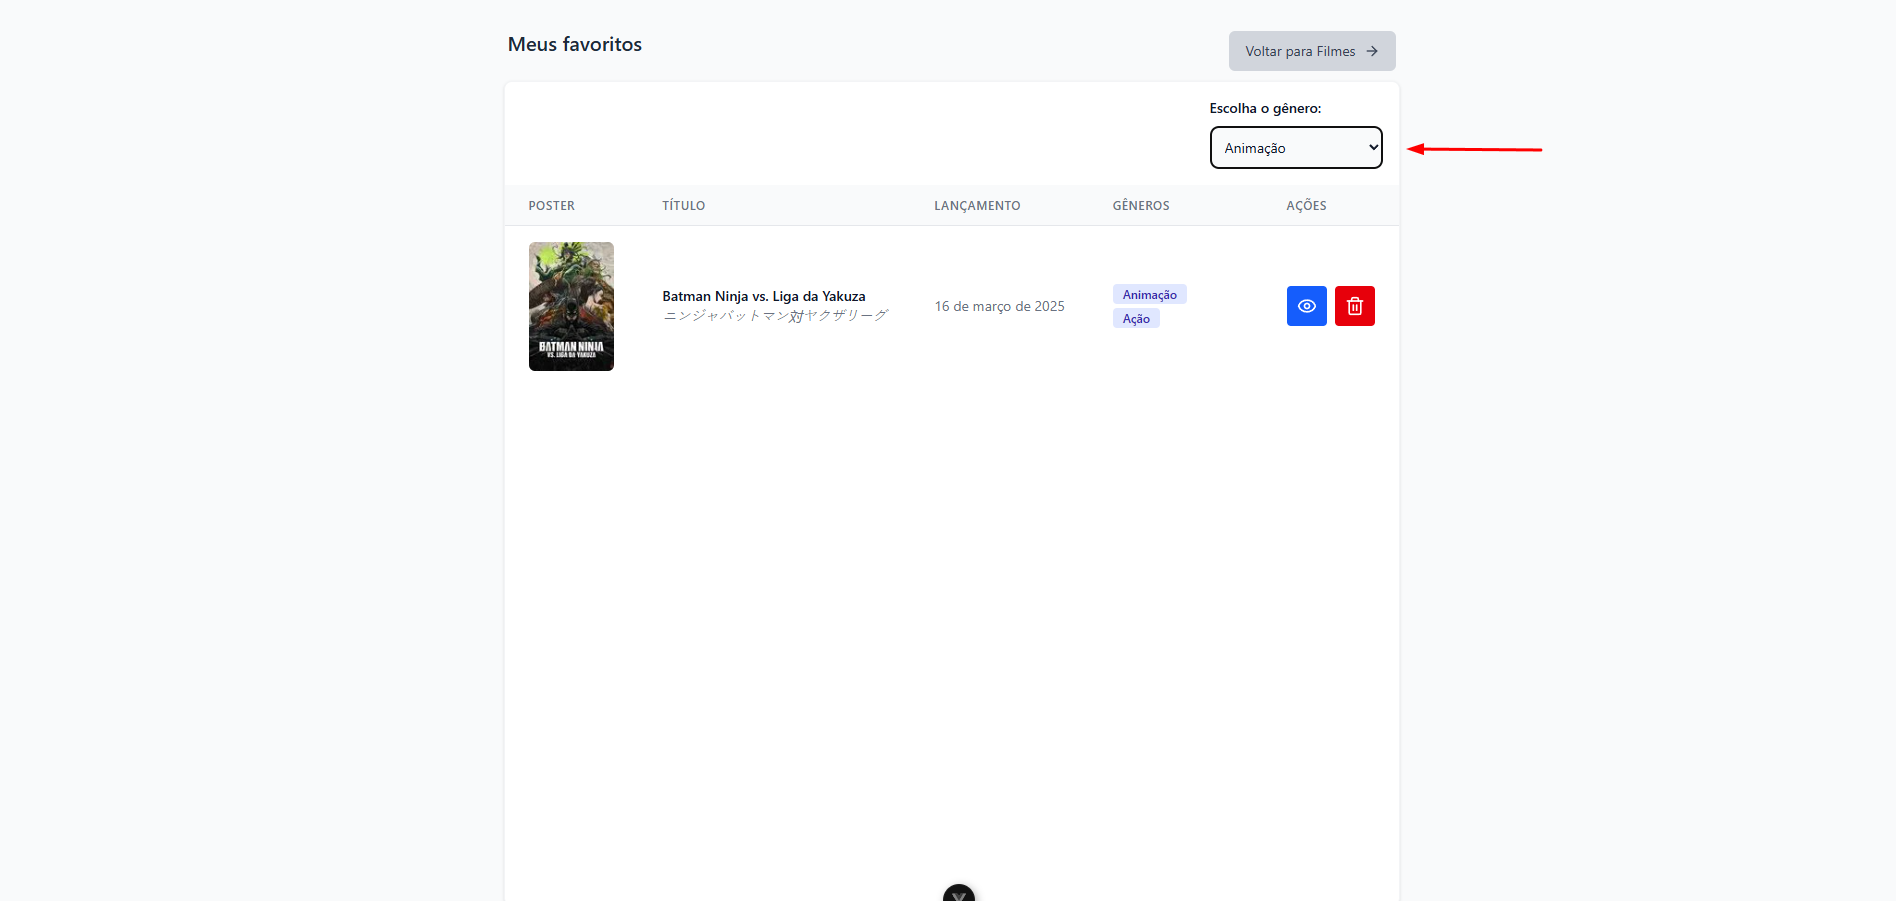 Meus favoritos
Voltar para Filmes
Escolha o gênero:
Animação
POSTER TÍTULO LANÇAMENTO GÊNEROS AÇÕES
BATMAN NINJA
VS. LIGA DA YAKUZA
Batman Ninja vs. Liga da Yakuza
ニンジャバットマン対ヤクザリーグ
16 de março de 2025
Animação
Ação